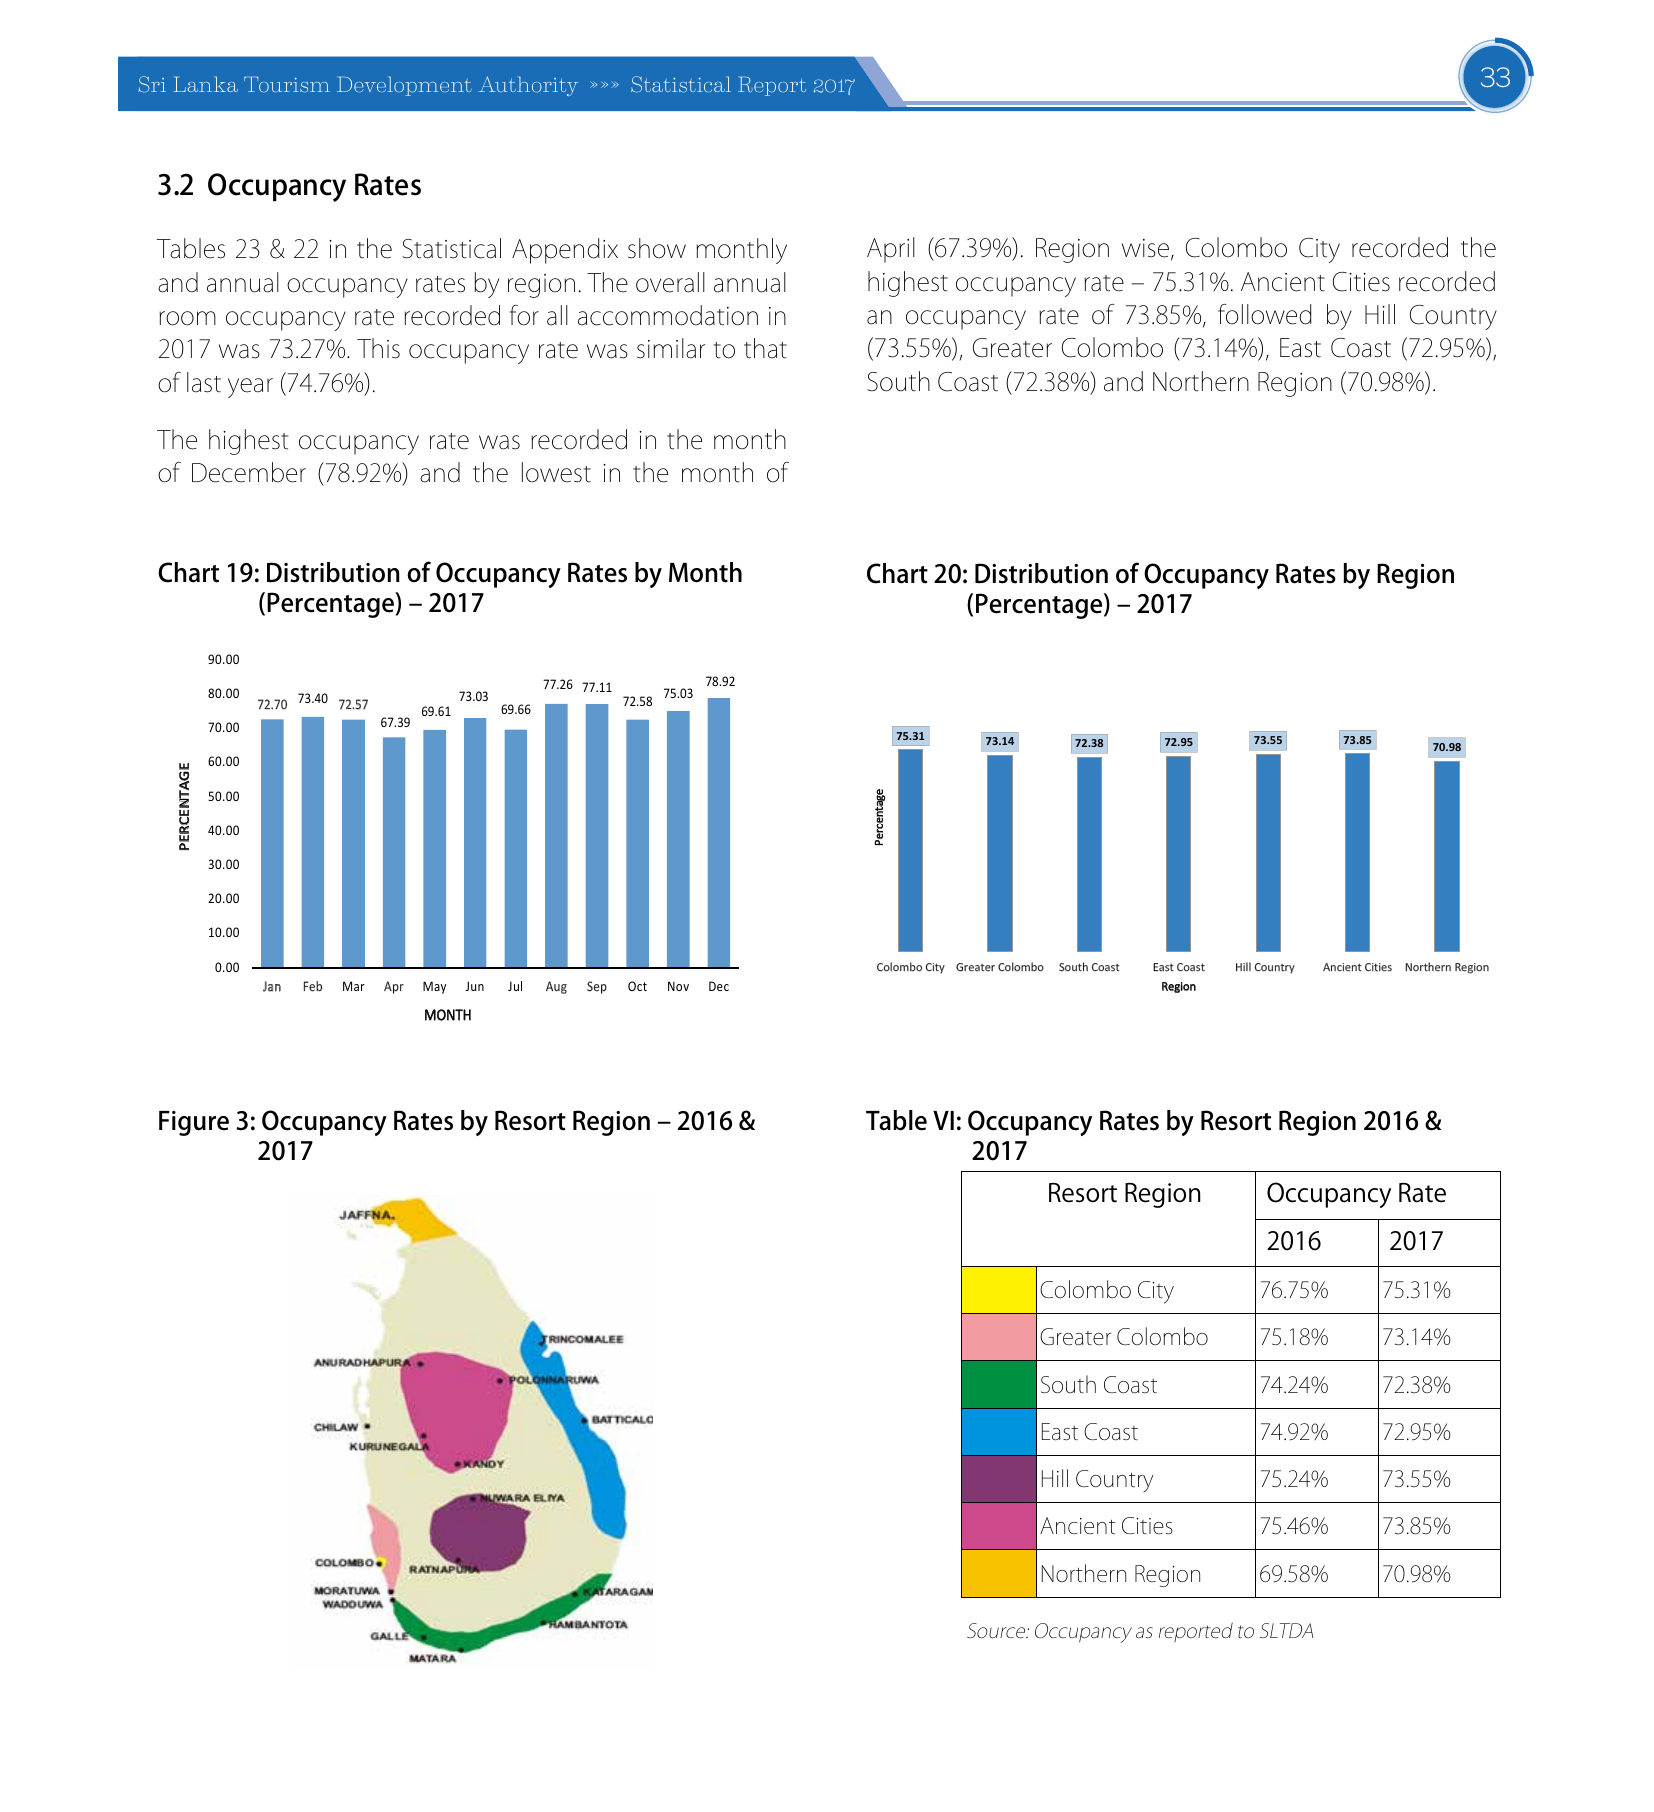 Sri Lanka Tourism Development Authority »»» Statistical Report 2017
33
3.2 Occupancy Rates
Tables 23 & 22 in the Statistical Appendix show monthly
and annual occupancy rates by region. The overall annual
room occupancy rate recorded for all accommodation in
2017 was 73.27%. This occupancy rate was similar to that
of last year (74.76%).
The highest occupancy rate was recorded in the month
of December (78.92%) and the lowest in the month of
April (67.39%). Region wise, Colombo City recorded the
highest occupancy rate – 75.31%. Ancient Cities recorded
an occupancy rate of 73.85%, followed by Hill Country
(73.55%), Greater Colombo (73.14%), East Coast (72.95%),
South Coast (72.38%) and Northern Region (70.98%).
Chart 19: Distribution of Occupancy Rates by Month
(Percentage) – 2017
90.00
80.00
70.00
60.00
50.00
40.00
30.00
20.00
10.00
0.00
PERCENTAGE
72.70 73.40 72.57 67.39 69.61 73.03 69.66 77.26 77.11 72.58 75.03 78.92
Jan Feb Mar Apr May Jun Jul Aug Sep Oct Nov Dec
MONTH
Chart 20: Distribution of Occupancy Rates by Region
(Percentage) – 2017
Percentage
75.31 73.14 72.38 72.95 73.55 73.85 70.98
Colombo City Greater Colombo South Coast East Coast Hill Country Ancient Cities Northern Region
Region
Figure 3: Occupancy Rates by Resort Region – 2016 &
2017
JAFFNA.
TRINCOMALEE
ANURADHAPURA
POLONNARUWA
BATTICALO
CHILAW
KURUNEGALA
KANDY
NUWARA ELIYA
COLOMBO
RATNAPURA
MORATUWA
KATARAGAM
WADDUWA
HAMBANTOTA
GALLE
MATARA
Table VI: Occupancy Rates by Resort Region 2016 &
2017
Resort Region Occupancy Rate
2016 2017
Colombo City 76.75% 75.31%
Greater Colombo 75.18% 73.14%
South Coast 74.24% 72.38%
East Coast 74.92% 72.95%
Hill Country 75.24% 73.55%
Ancient Cities 75.46% 73.85%
Northern Region 69.58% 70.98%
Source: Occupancy as reported to SLTDA